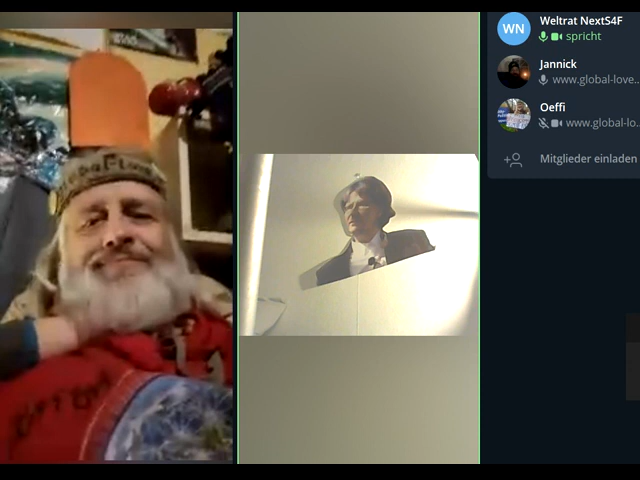 WN
Weltrat NextS4F
spricht
Jannick
www.global-love...
Oeffi
www.global-lo...
Mitglieder einladen